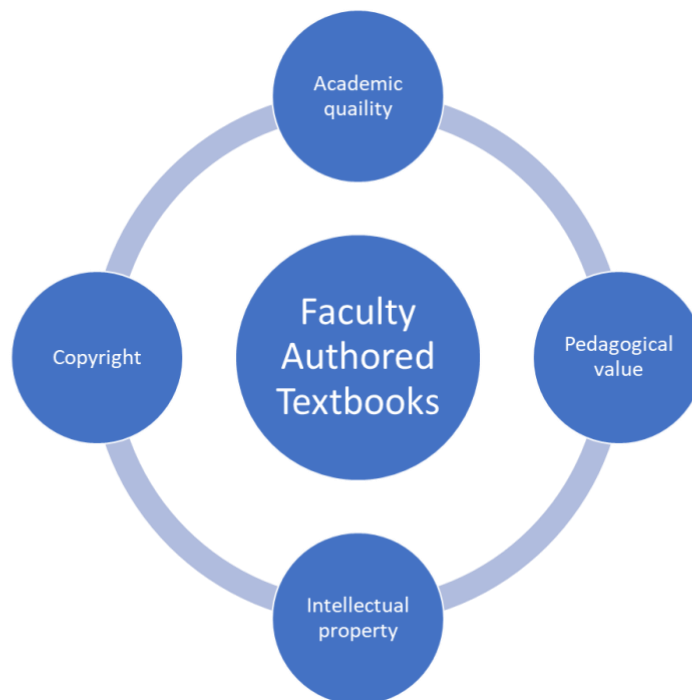 Academic
quaility
Faculty
Authored
Textbooks
Copyright
Pedagogical
value
Intellectual
property